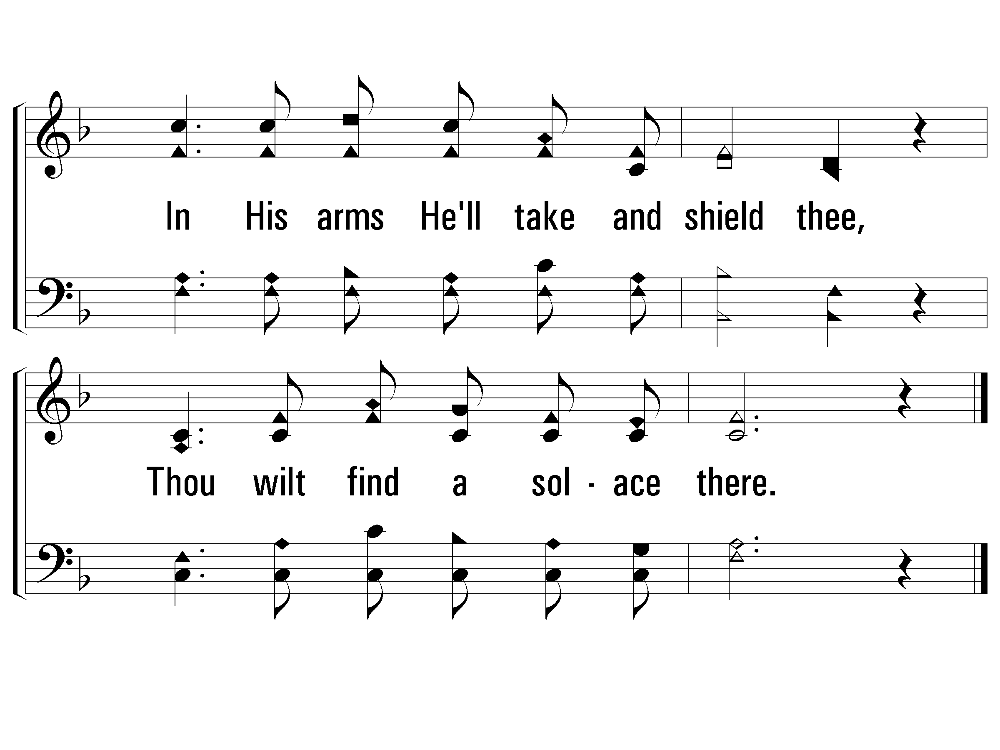 In His arms He'll take and shield thee,
Thou wilt find a sol - ace there.